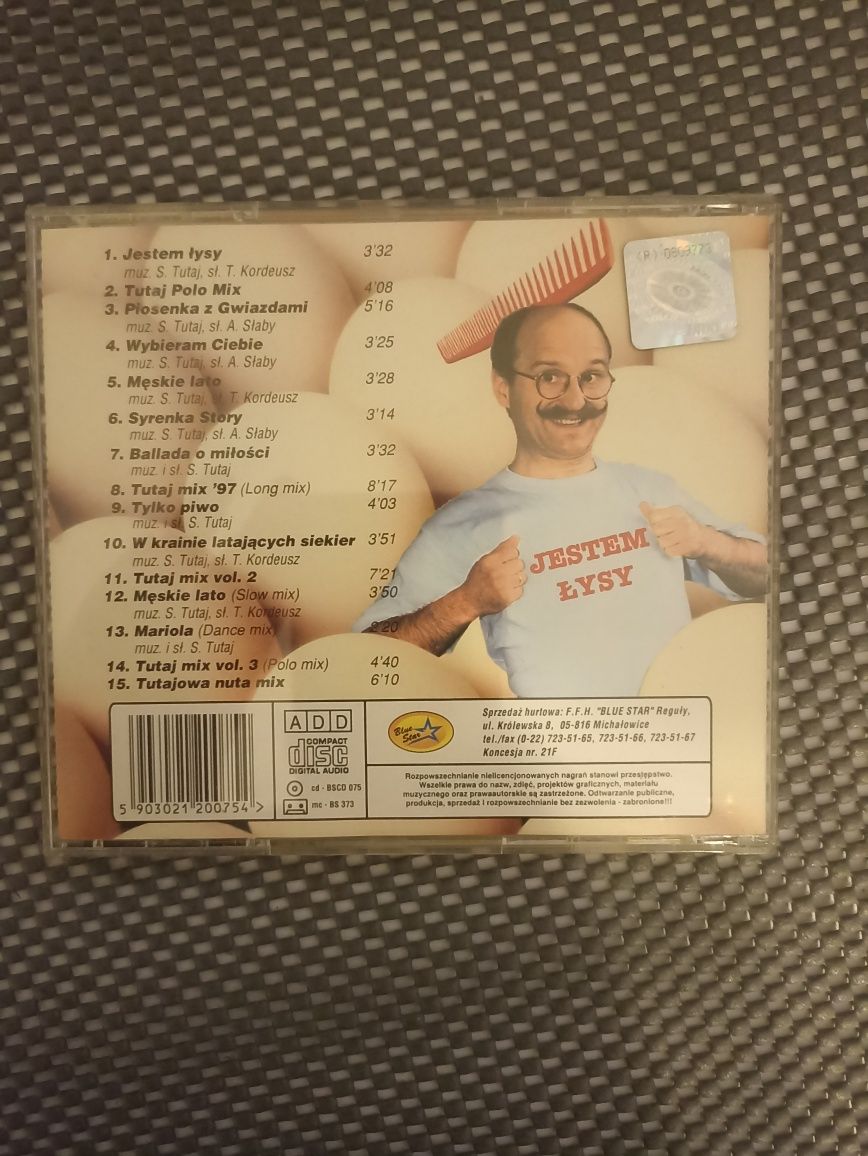 1. Jestem łysy 3'32
muz. S. Tutaj, sł. T. Kordeusz
2. Tutaj Polo Mix 4'08
3. Piosenka z Gwiazdami 5'16
muz. S. Tutaj, sł. A. Słaby
4. Wybieram Ciebie 3'25
muz. S. Tutaj, sł. A. Słaby
5. Męskie lato 3'28
muz. S. Tutaj, sł. T. Kordeusz
6. Syrenka Story 3'14
muz. S. Tutaj, sł. A. Słaby
7. Ballada o miłości 3'32
muz. i sł. S. Tutaj
8. Tutaj mix '97 (Long mix) 8'17
9. Tylko piwo 4'03
muz. i sł. S. Tutaj
10. W krainie latających siekier 3'51
muz. S. Tutaj, sł. T. Kordeusz
11. Tutaj mix vol. 2 7'21
12. Męskie lato (Slow mix) 3'50
muz. S. Tutaj, sł. T. Kordeusz
13. Mariola (Dance mix)
muz. i sł. S. Tutaj
14. Tutaj mix vol. 3 (Polo mix) 4'40
15. Tutajowa nuta mix 6'10
JESTEM
ŁYSY
5 903021 200754 >
ADD
COMPACT
disc
DIGITAL AUDIO
cd - BSCD 075
mc - BS 373
Blue
Star
Sprzedaż hurtowa: F.F.H. "BLUE STAR" Reguły,
ul. Królewska 8, 05-816 Michałowice
tel./fax (0-22) 723-51-65, 723-51-66, 723-51-67
Koncesja nr. 21F
Rozpowszechnianie nielicencjonowanych nagrań stanowi przestępstwo.
Wszelkie prawa do nazw, zdjęć, projektów graficznych, materiału
muzycznego oraz prawaautorskie są zastrzeżone. Odtwarzanie publiczne,
produkcja, sprzedaż i rozpowszechnianie bez zezwolenia - zabronione!!!